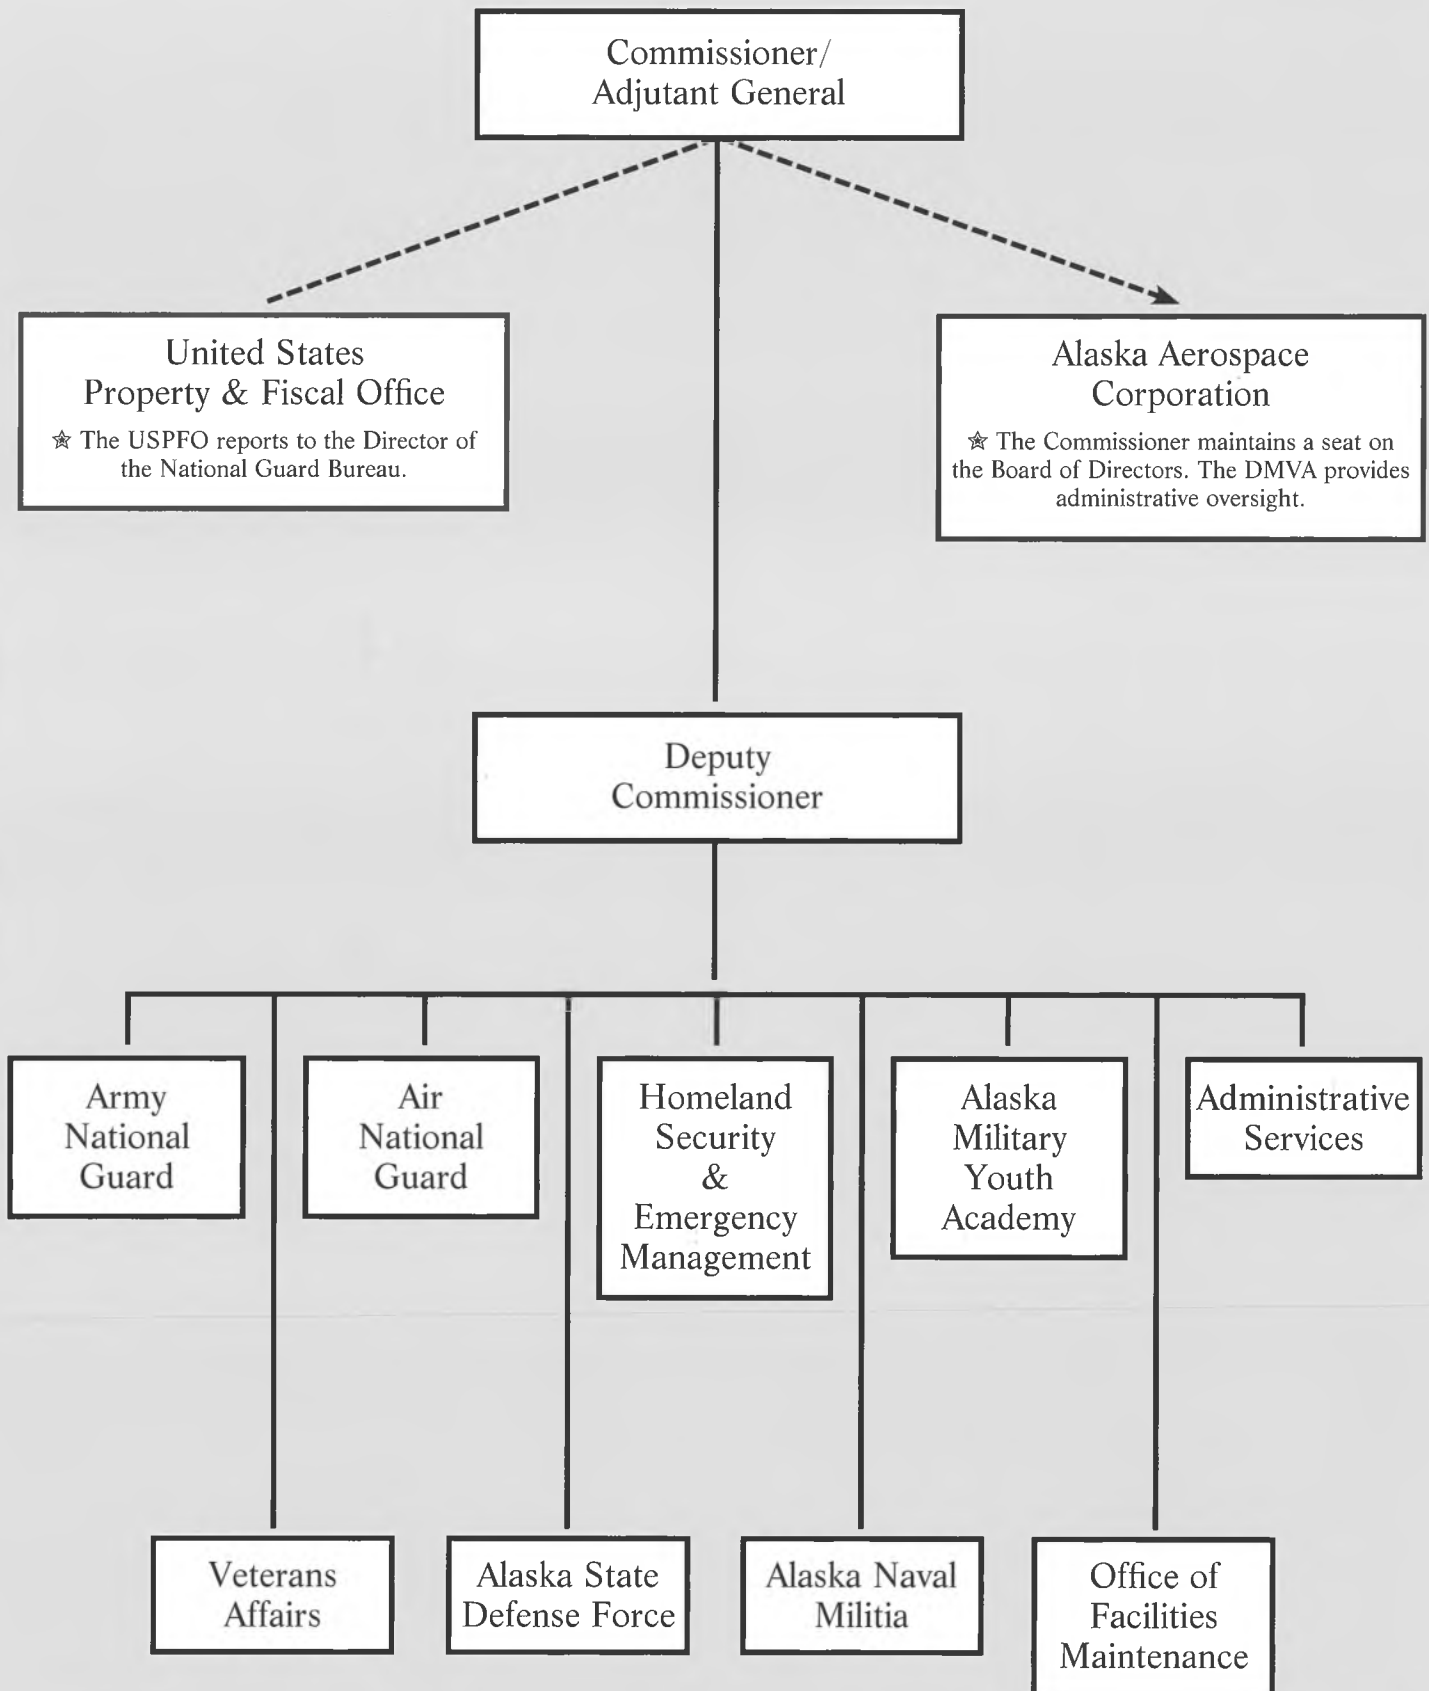 Commissioner/
Adjutant General
United States
Property & Fiscal Office
☆ The USPFO reports to the Director of
the National Guard Bureau.
Alaska Aerospace
Corporation
☆ The Commissioner maintains a seat on
the Board of Directors. The DMVA provides
administrative oversight.
Deputy
Commissioner
Army
National
Guard
Air
National
Guard
Homeland
Security
&
Emergency
Management
Alaska
Military
Youth
Academy
Administrative
Services
Veterans
Affairs
Alaska State
Defense Force
Alaska Naval
Militia
Office of
Facilities
Maintenance